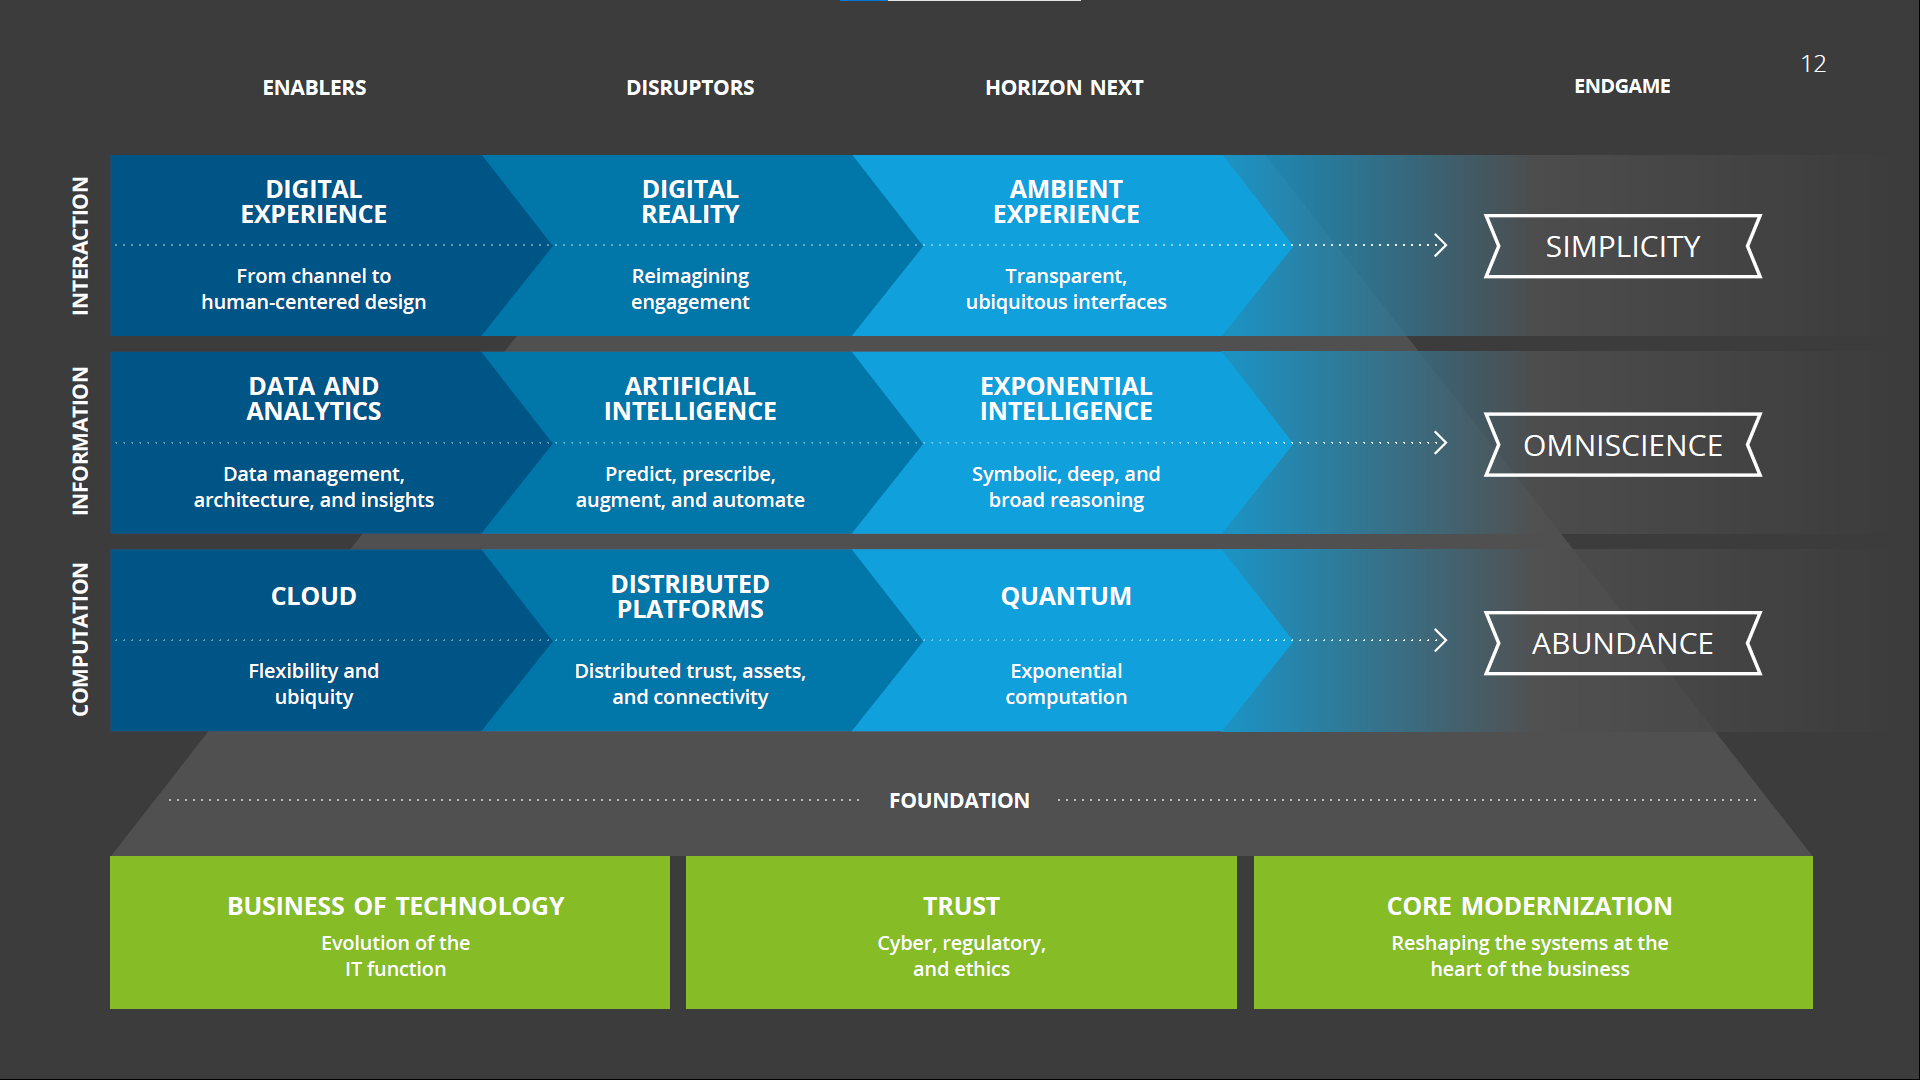 12
ENABLERS
DISRUPTORS
HORIZON NEXT
ENDGAME
INTERACTION
DIGITAL
EXPERIENCE
From channel to
human-centered design
DIGITAL
REALITY
Reimagining
engagement
AMBIENT
EXPERIENCE
Transparent,
ubiquitous interfaces
SIMPLICITY
INFORMATION
DATA AND
ANALYTICS
Data management,
architecture, and insights
ARTIFICIAL
INTELLIGENCE
Predict, prescribe,
augment, and automate
EXPONENTIAL
INTELLIGENCE
Symbolic, deep, and
broad reasoning
OMNISCIENCE
COMPUTATION
CLOUD
Flexibility and
ubiquity
DISTRIBUTED
PLATFORMS
Distributed trust, assets,
and connectivity
QUANTUM
Exponential
computation
ABUNDANCE
FOUNDATION
BUSINESS OF TECHNOLOGY
Evolution of the
IT function
TRUST
Cyber, regulatory,
and ethics
CORE MODERNIZATION
Reshaping the systems at the
heart of the business